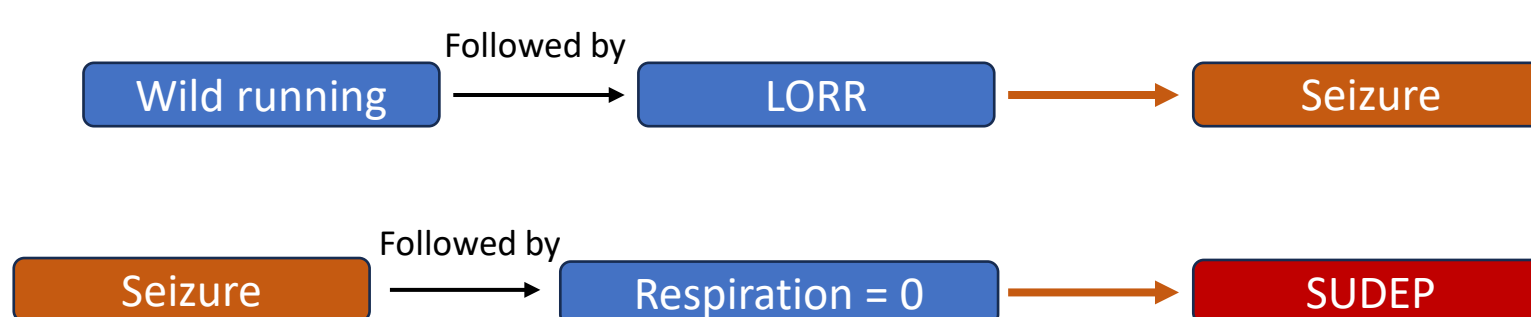 Followed by
Wild running
LORR
Seizure
Followed by
Seizure
Respiration = 0
SUDEP